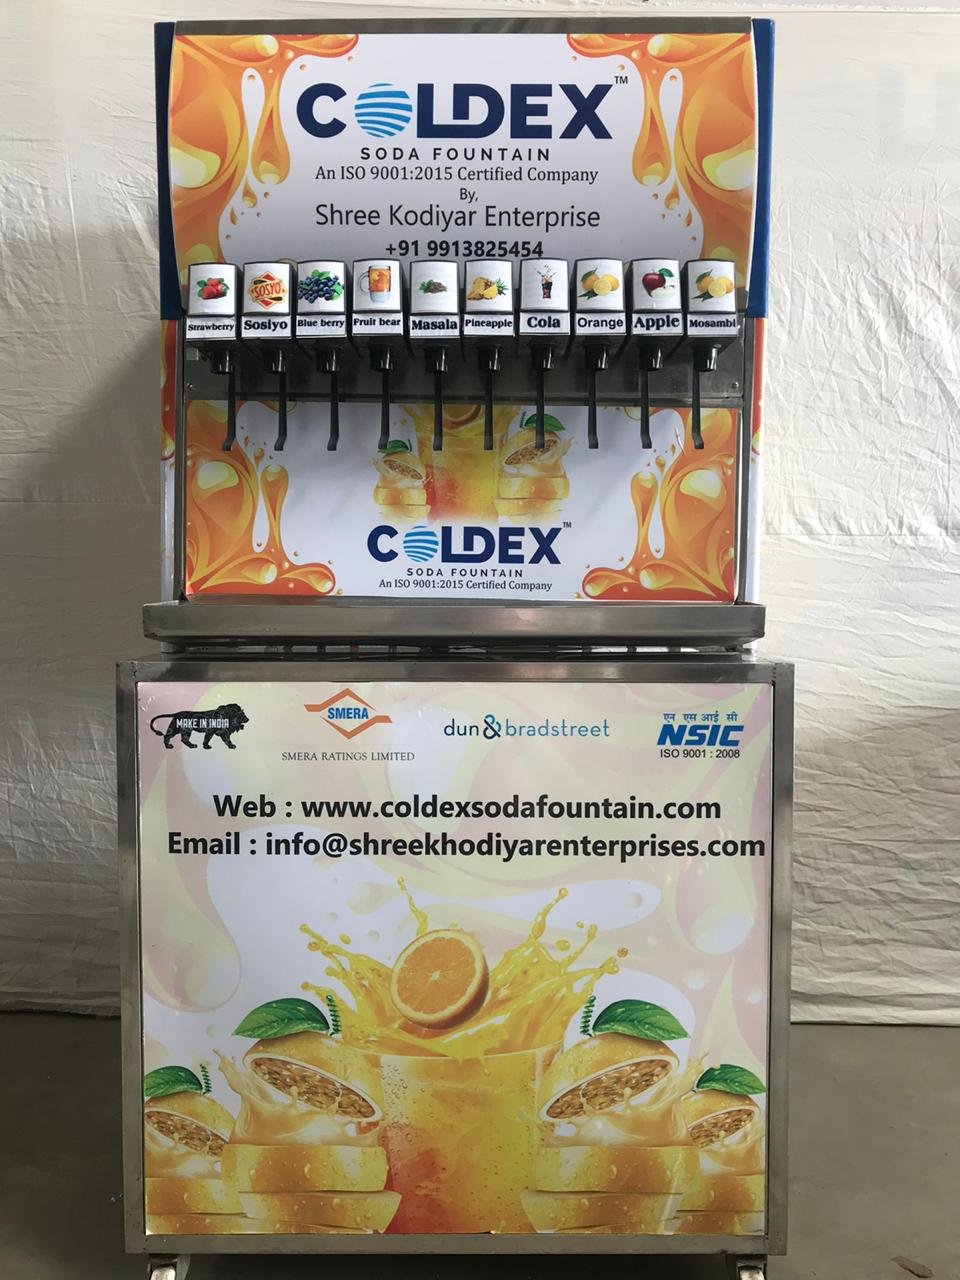 COLDEX™
SODA FOUNTAIN
An ISO 9001:2015 Certified Company
By,
Shree Kodiyar Enterprise
+91 9913825454
SOSYO
Strawberry Sosiyo Blue berry Fruit bear Masala Pineapple Cola Orange Apple Mosambi
COLDEX™
SODA FOUNTAIN
An ISO 9001:2015 Certified Company
MAKE IN INDIA
SMERA
SMERA RATINGS LIMITED
dun & bradstreet
एन एस आई सी
NSIC
ISO 9001 : 2008
Web : www.coldexsodafountain.com
Email : info@shreekhodiyarenterprises.com